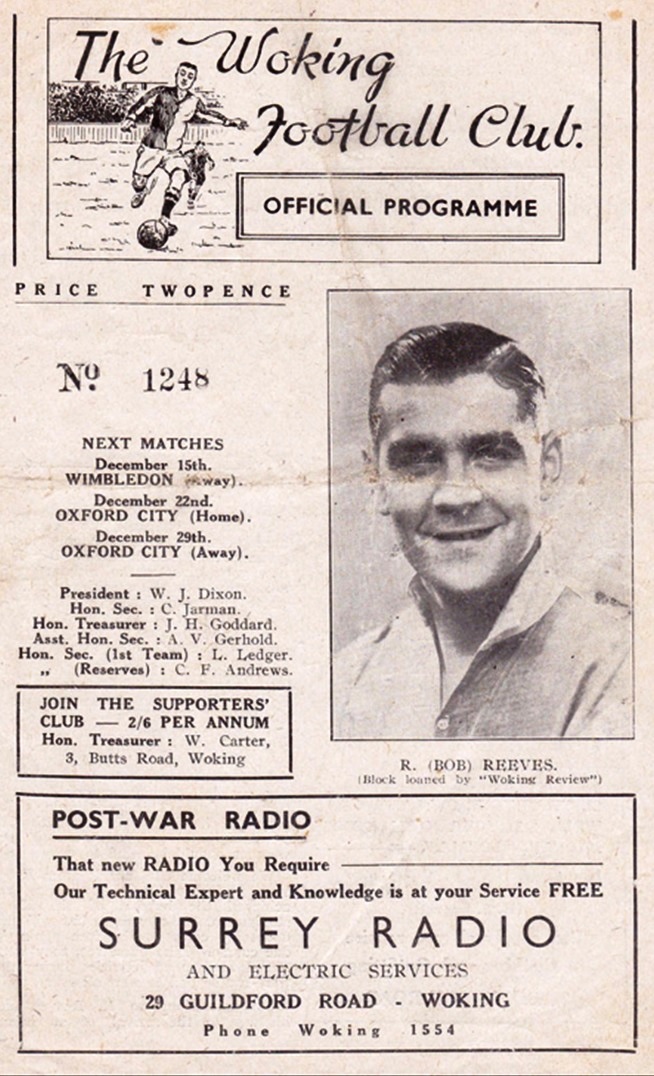 The Woking
Football Club.
OFFICIAL PROGRAMME
PRICE TWOPENCE
No 1248
NEXT MATCHES
December 15th.
WIMBLEDON (Away).
December 22nd.
OXFORD CITY (Home).
December 29th.
OXFORD CITY (Away).
President : W. J. Dixon.
Hon. Sec. : C. Jarman.
Hon. Treasurer : J. H. Goddard.
Asst. Hon. Sec. : A. V. Gerhold.
Hon. Sec. (1st Team) : L. Ledger.
„ (Reserves) : C. F. Andrews.
JOIN THE SUPPORTERS'
CLUB — 2/6 PER ANNUM
Hon. Treasurer : W. Carter,
3, Butts Road, Woking
R. (BOB) REEVES.
(Block loaned by "Woking Review")
POST-WAR RADIO
That new RADIO You Require
Our Technical Expert and Knowledge is at your Service FREE
SURREY RADIO
AND ELECTRIC SERVICES
29 GUILDFORD ROAD - WOKING
Phone Woking 1554